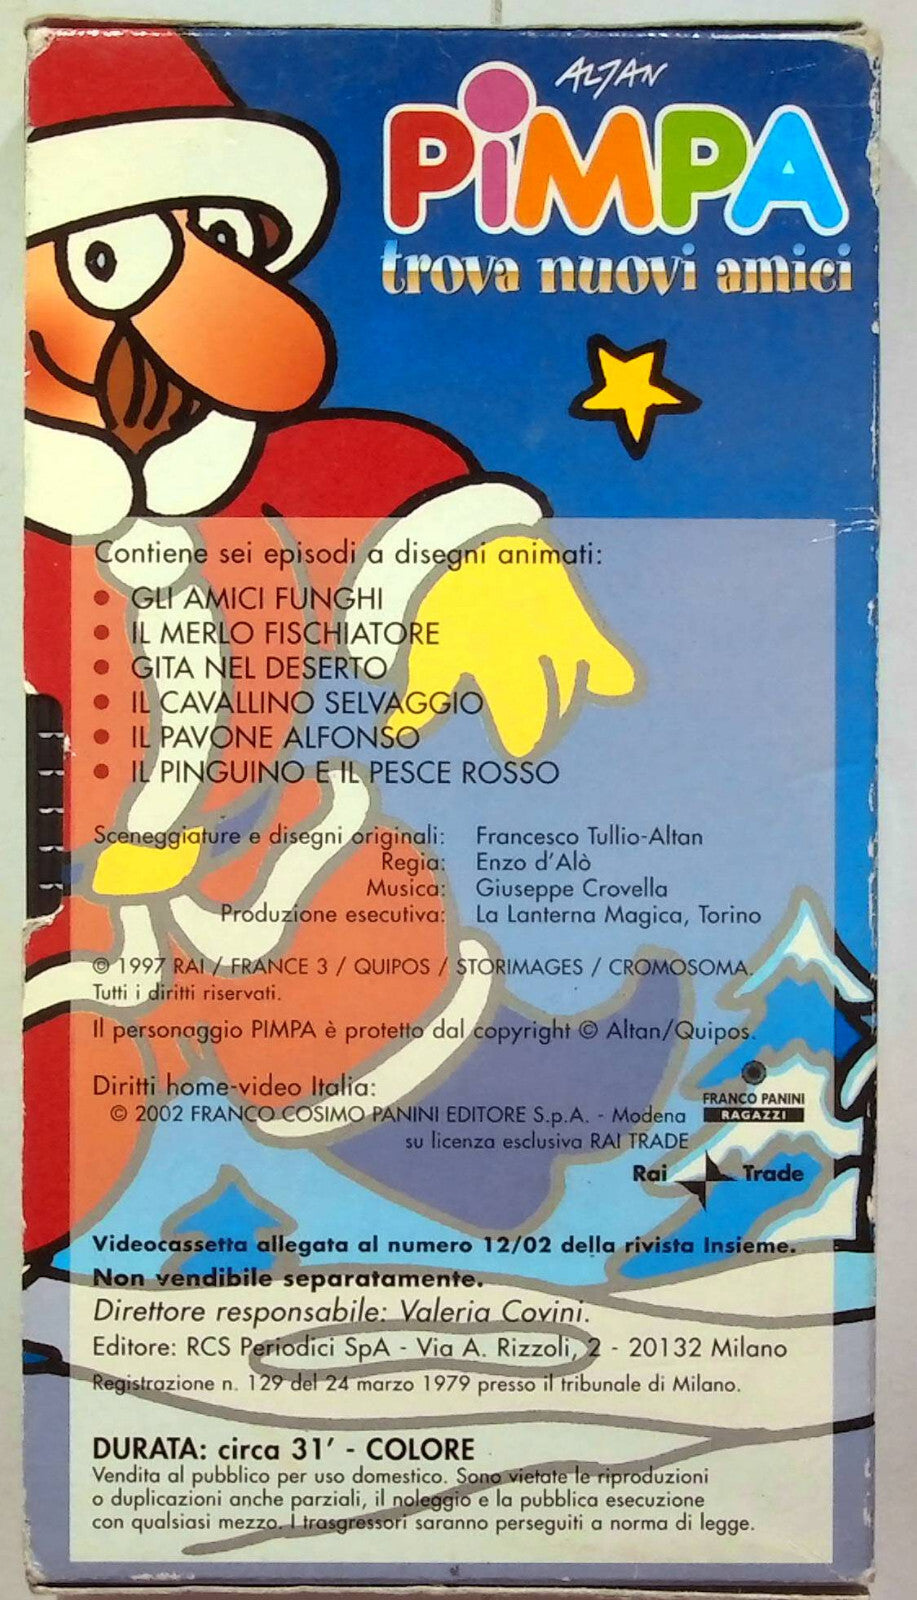 ALTAN
PiMPA
trova nuovi amici
Contiene sei episodi a disegni animati:
• GLI AMICI FUNGHI
• IL MERLO FISCHIATORE
• GITA NEL DESERTO
• IL CAVALLINO SELVAGGIO
• IL PAVONE ALFONSO
• IL PINGUINO E IL PESCE ROSSO
Sceneggiature e disegni originali: Francesco Tullio-Altan
Regia: Enzo d'Alò
Musica: Giuseppe Crovella
Produzione esecutiva: La Lanterna Magica, Torino
© 1997 RAI / FRANCE 3 / QUIPOS / STORIMAGES / CROMOSOMA.
Tutti i diritti riservati.
Il personaggio PIMPA è protetto dal copyright © Altan/Quipos.
Diritti home-video Italia:
© 2002 FRANCO COSIMO PANINI EDITORE S.p.A. - Modena
su licenza esclusiva RAI TRADE
FRANCO PANINI
RAGAZZI
Rai Trade
Videocassetta allegata al numero 12/02 della rivista Insieme.
Non vendibile separatamente.
Direttore responsabile: Valeria Covini.
Editore: RCS Periodici SpA - Via A. Rizzoli, 2 - 20132 Milano
Registrazione n. 129 del 24 marzo 1979 presso il tribunale di Milano.
DURATA: circa 31' - COLORE
Vendita al pubblico per uso domestico. Sono vietate le riproduzioni
o duplicazioni anche parziali, il noleggio e la pubblica esecuzione
con qualsiasi mezzo. I trasgressori saranno perseguiti a norma di legge.